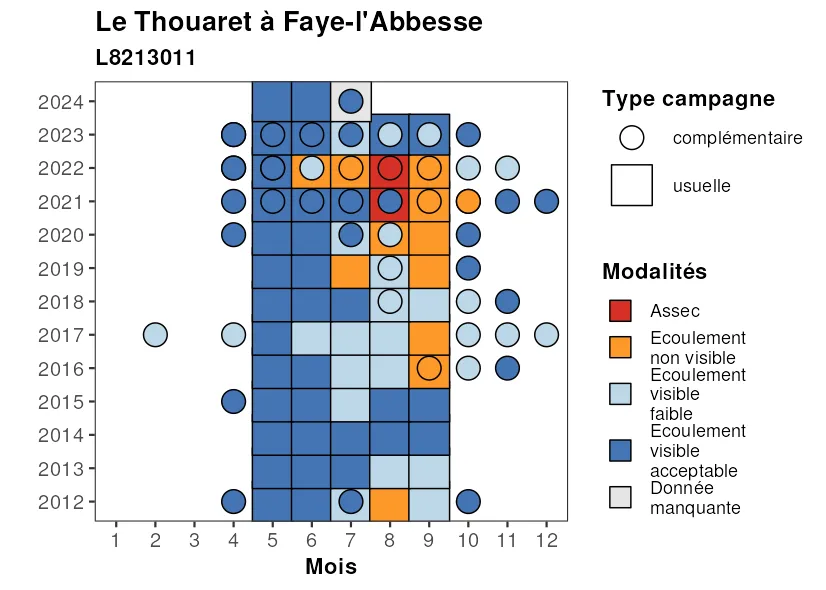 Le Thouaret à Faye-l'Abbesse
L8213011
2024
2023
2022
2021
2020
2019
2018
2017
2016
2015
2014
2013
2012
1 2 3 4 5 6 7 8 9 10 11 12
Mois
Type campagne
complémentaire
usuelle
Modalités
Assec
Ecoulement
non visible
Ecoulement
visible
faible
Ecoulement
visible
acceptable
Donnée
manquante